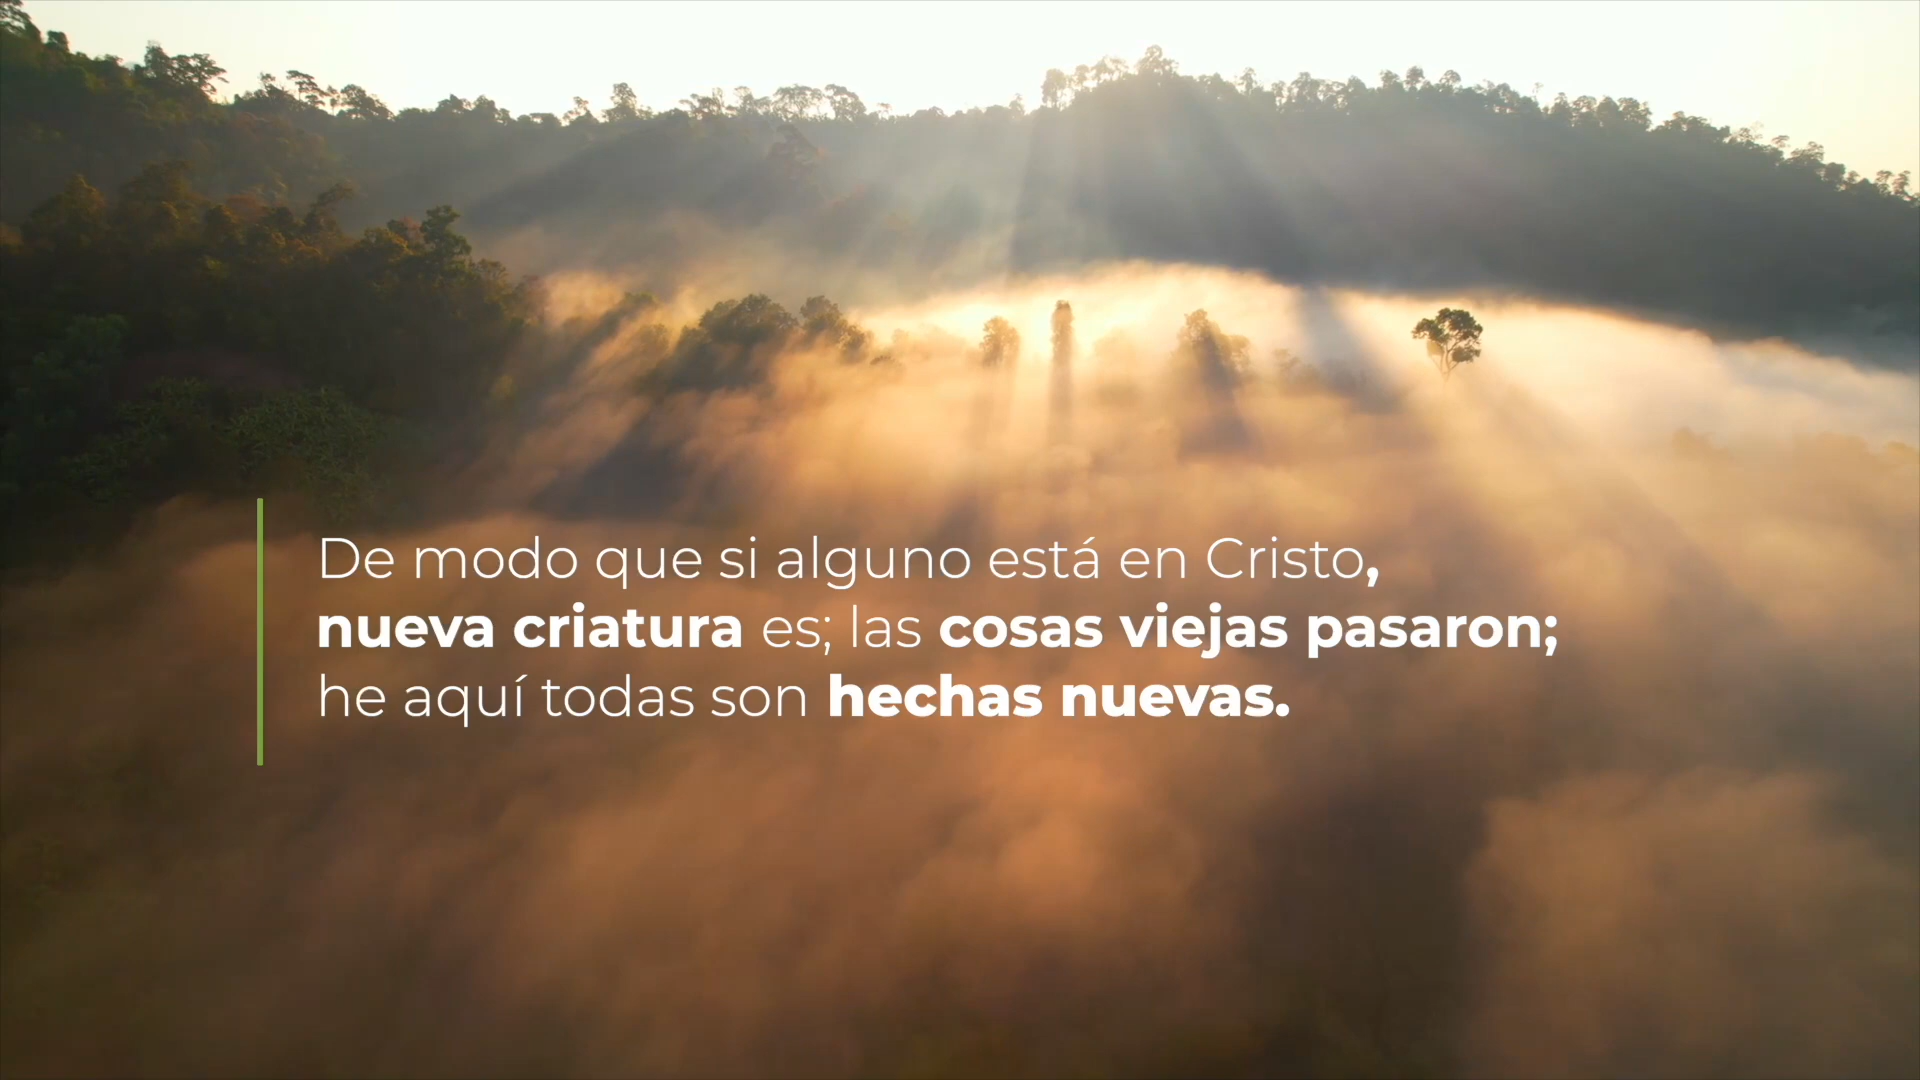 De modo que si alguno está en Cristo,
nueva criatura es; las cosas viejas pasaron;
he aquí todas son hechas nuevas.